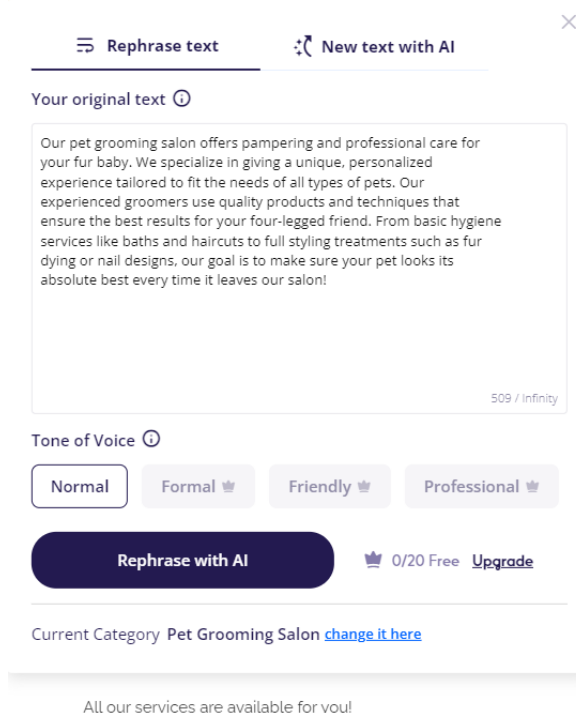 Rephrase text
New text with AI
Your original text
Our pet grooming salon offers pampering and professional care for
your fur baby. We specialize in giving a unique, personalized
experience tailored to fit the needs of all types of pets. Our
experienced groomers use quality products and techniques that
ensure the best results for your four-legged friend. From basic hygiene
services like baths and haircuts to full styling treatments such as fur
dying or nail designs, our goal is to make sure your pet looks its
absolute best every time it leaves our salon!
509 / Infinity
Tone of Voice
Normal
Formal
Friendly
Professional
Rephrase with AI
0/20 Free Upgrade
Current Category Pet Grooming Salon change it here
All our services are available for you!